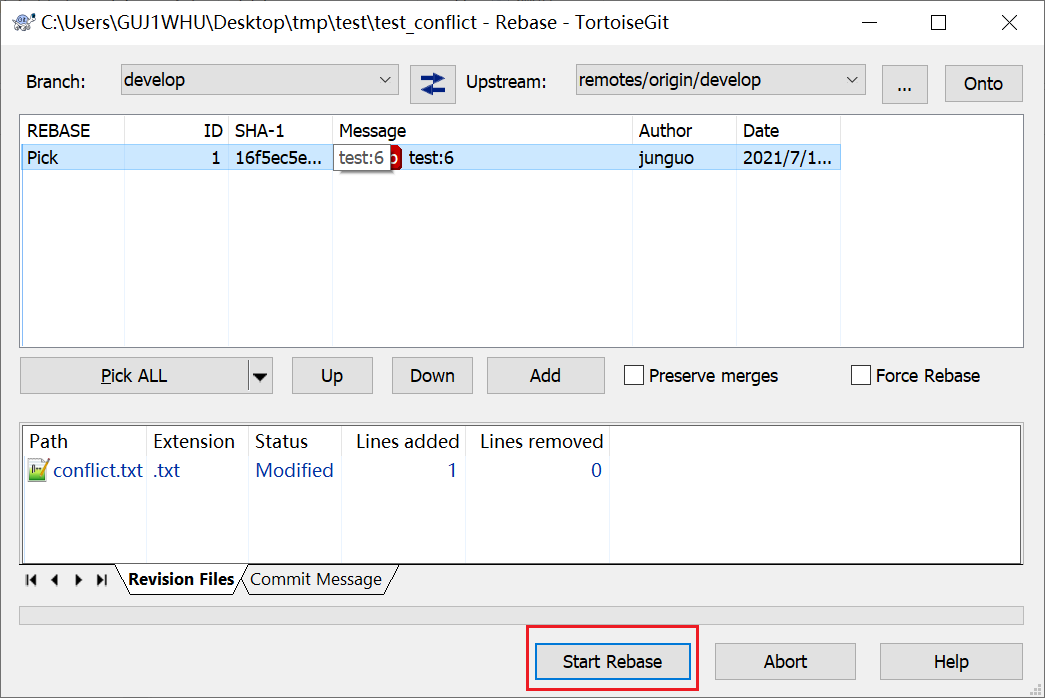 C:\Users\GUJ1WHU\Desktop\tmp\test\test_conflict - Rebase - TortoiseGit
Branch: develop Upstream: remotes/origin/develop ... Onto
REBASE ID SHA-1 Message Author Date
Pick 1 16f5ec5e... test:6 test:6 junguo 2021/7/1...
Pick ALL Up Down Add Preserve merges Force Rebase
Path Extension Status Lines added Lines removed
conflict.txt .txt Modified 1 0
Revision Files Commit Message
Start Rebase Abort Help